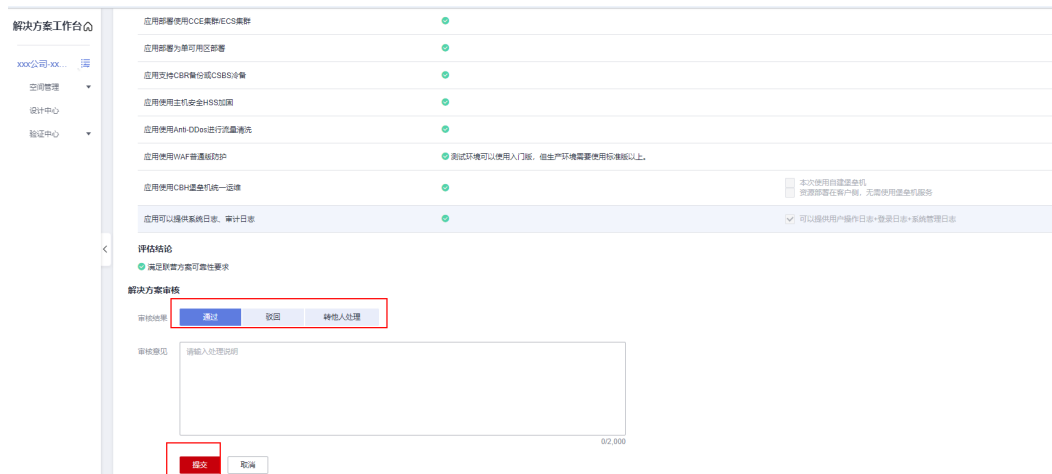 解决方案工作台
xxx公司-xx...
空间管理
设计中心
验证中心
应用部署使用CCE集群/ECS集群
应用部署为单可用区部署
应用支持CBR备份或CSBS冷备
应用使用主机安全HSS加固
应用使用Anti-DDos进行流量清洗
应用使用WAF普通版防护
测试环境可以使用入门版，但生产环境需要使用标准版以上。
应用使用CBH堡垒机统一运维
本次使用自建堡垒机
资源部署在客户侧，无需使用堡垒机服务
应用可以提供系统日志、审计日志
可以提供用户操作日志+登录日志+系统管理日志
评估结论
满足联营方案可靠性要求
解决方案审核
审核结果 通过 驳回 转他人处理
审核意见 请输入处理说明
0/2,000
提交 取消